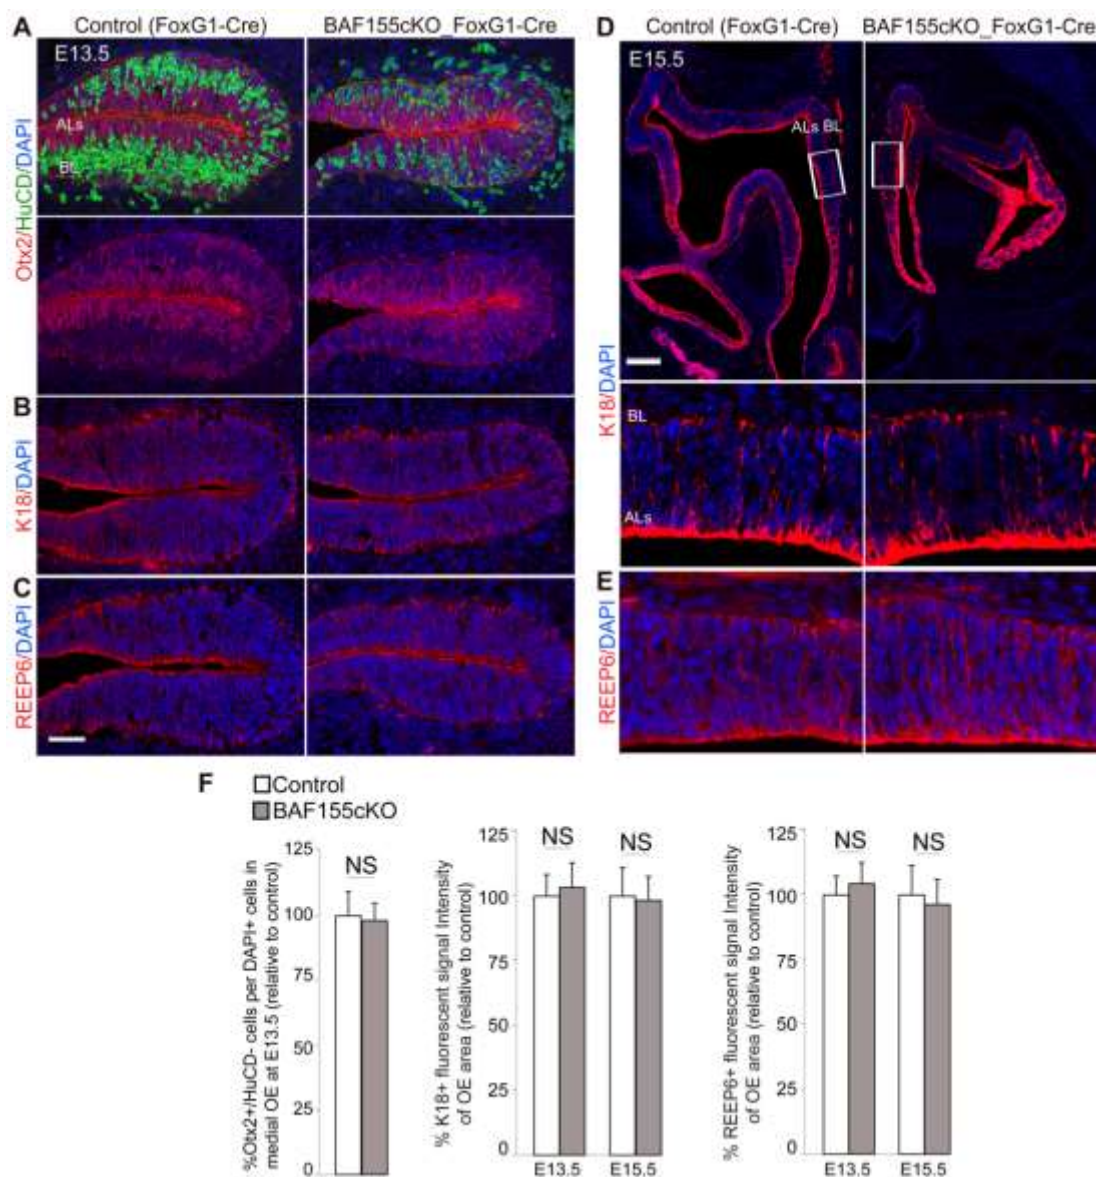 A Control (FoxG1-Cre) BAF155cKO_FoxG1-Cre
E13.5
ALs
BL
Otx2/HuCD/DAPI
B
K18/DAPI
C
REEP6/DAPI
D Control (FoxG1-Cre) BAF155cKO_FoxG1-Cre
E15.5
ALs BL
K18/DAPI
BL
ALs
E
REEP6/DAPI
F
Control
BAF155cKO
%Otx2+/HuCD- cells per DAPI+ cells in
medial OE at E13.5 (relative to control)
100
75
50
125
0
NS
% K18+ fluorescent signal Intensity
of OE area (relative to control)
125
100
75
50
25
0
NS NS
E13.5 E15.5
% REEP6+ fluorescent signal Intensity
of OE area (relative to control)
125
100
75
50
25
0
NS NS
E13.5 E15.5